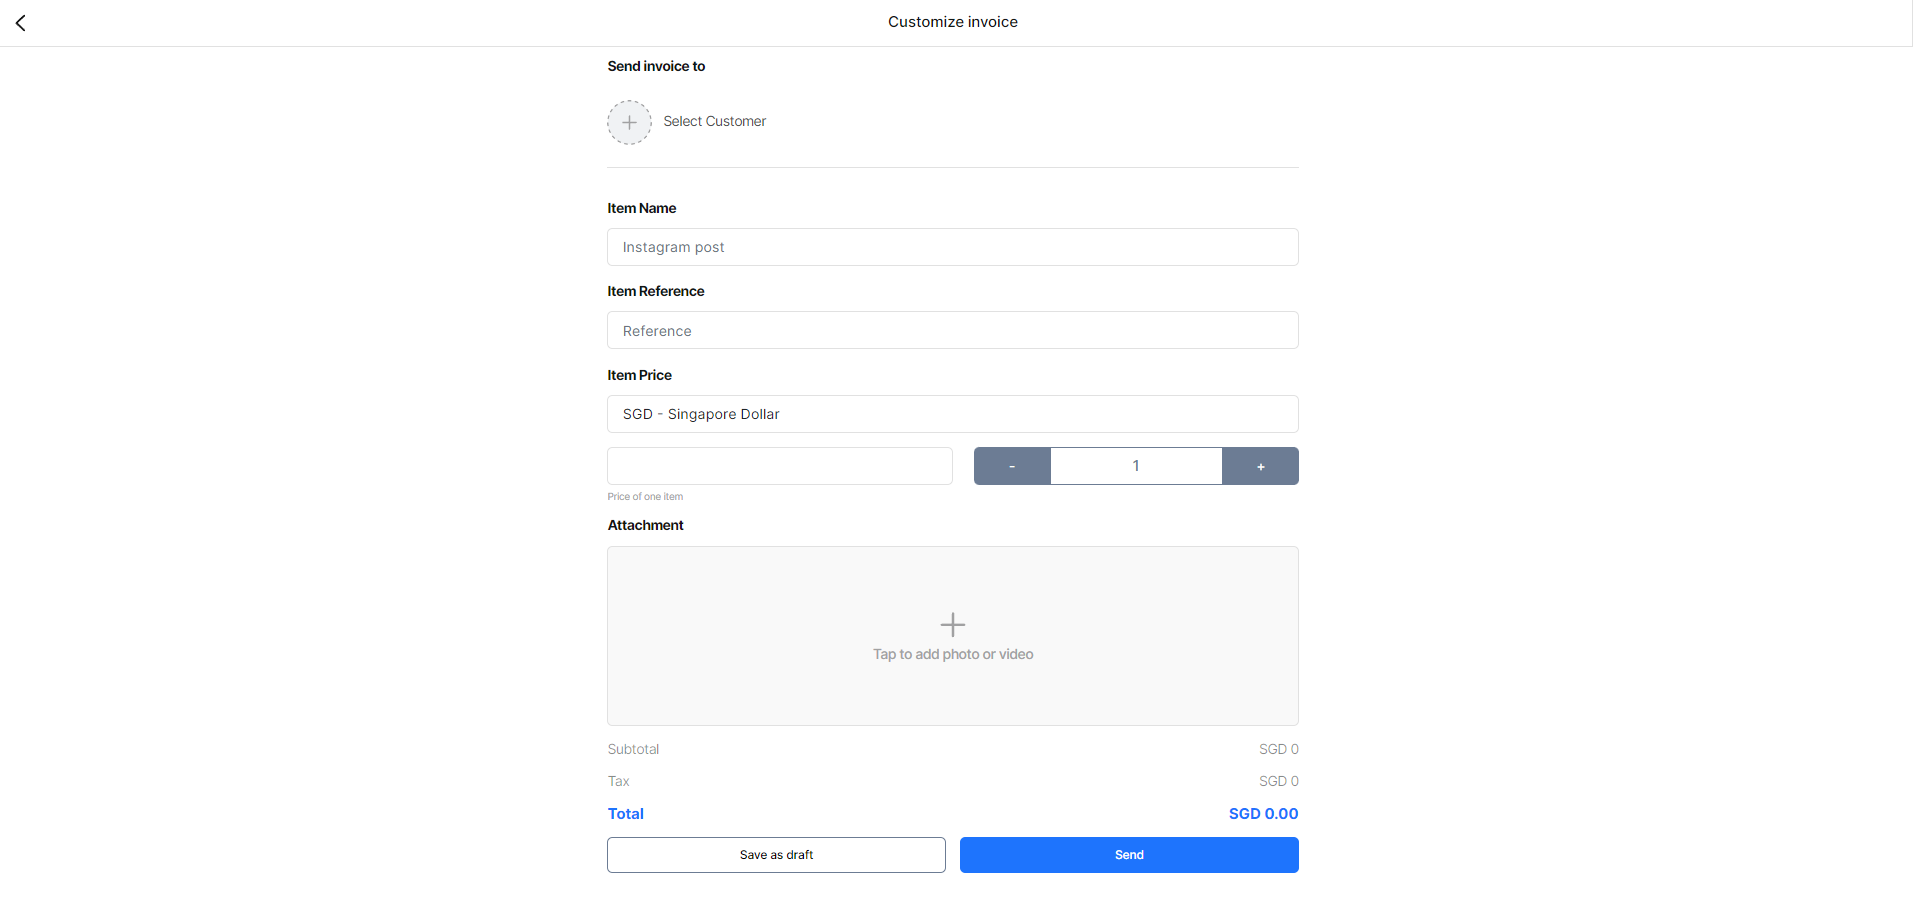 Customize invoice
Send invoice to
Select Customer
Item Name
Instagram post
Item Reference
Reference
Item Price
SGD - Singapore Dollar
- 1 +
Price of one item
Attachment
Tap to add photo or video
Subtotal SGD 0
Tax SGD 0
Total SGD 0.00
Save as draft Send